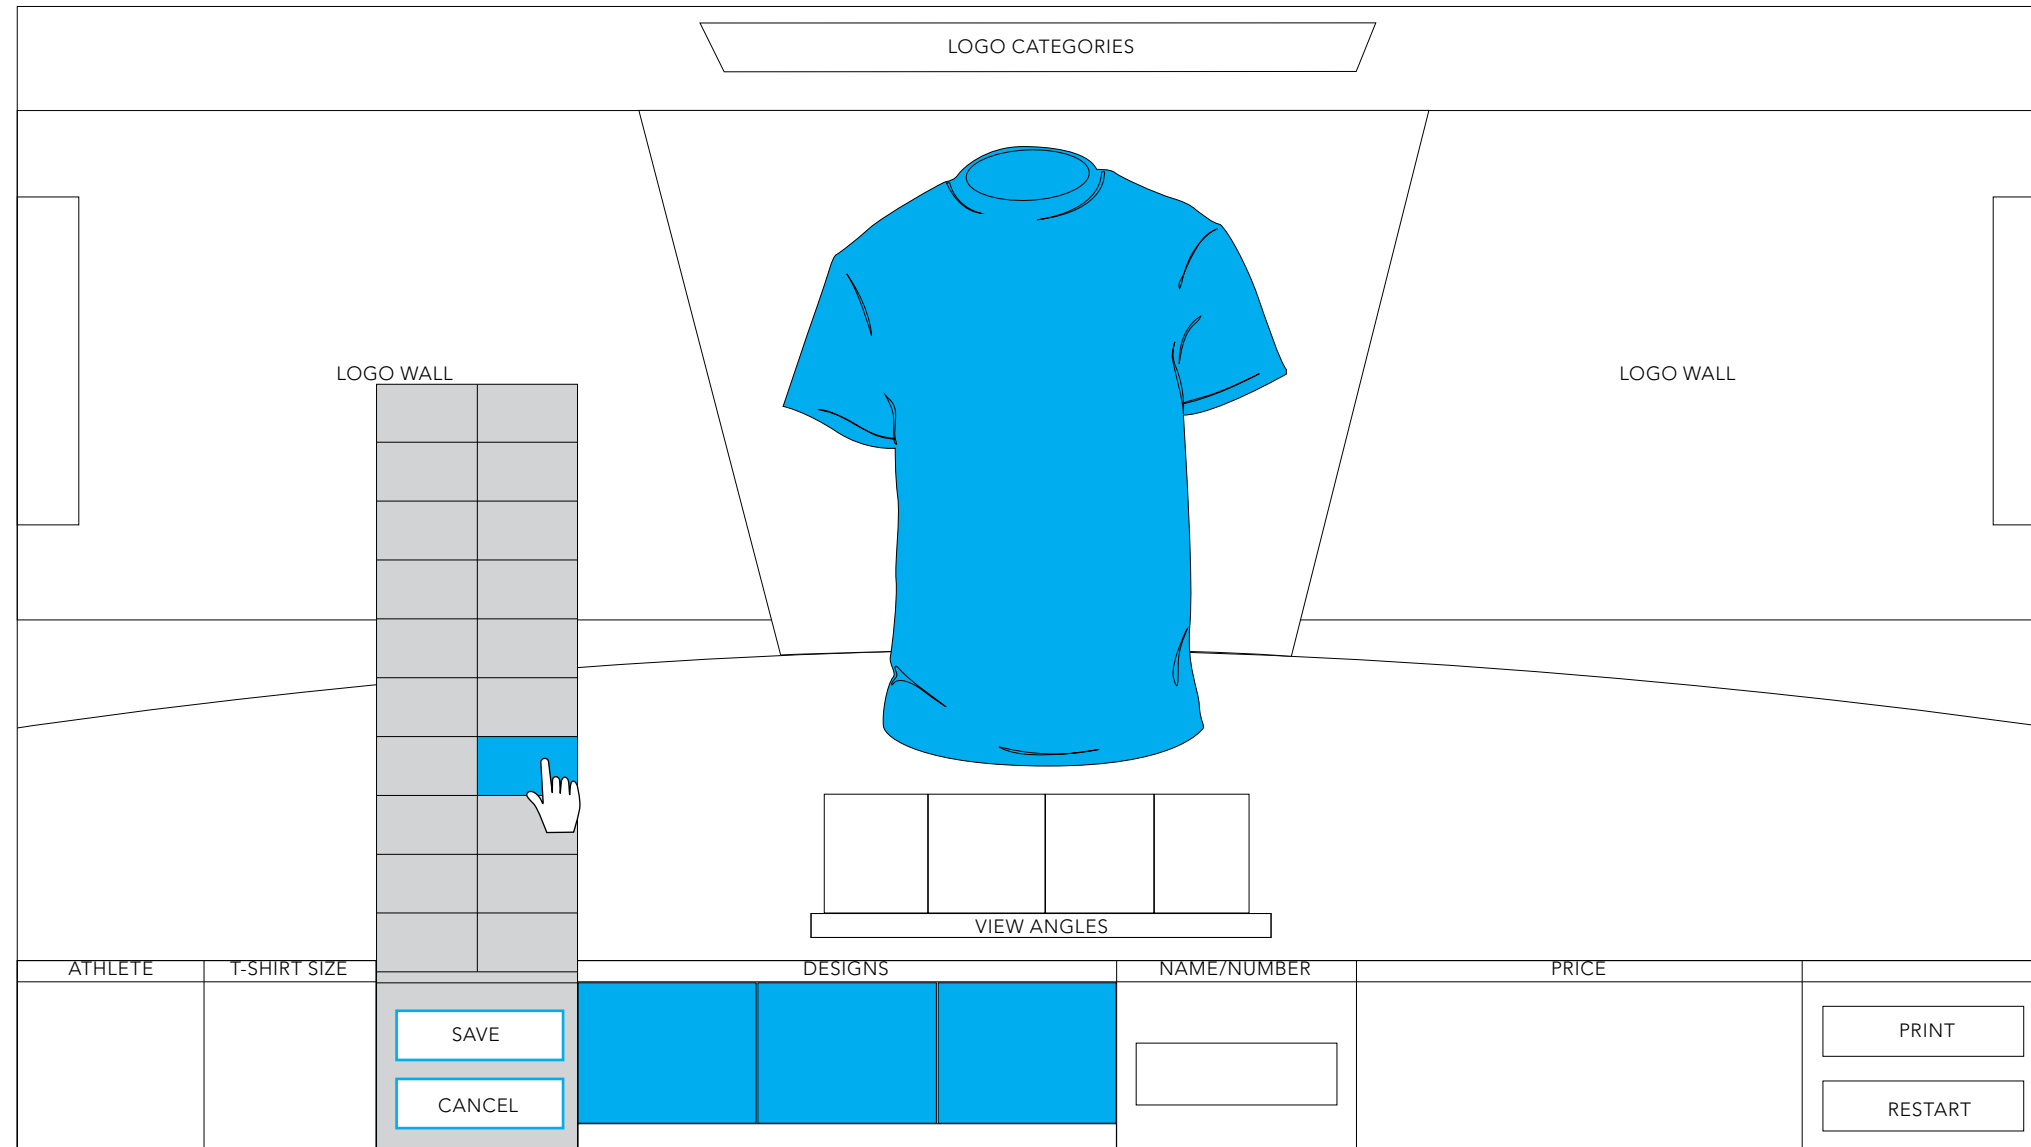 LOGO CATEGORIES
LOGO WALL
LOGO WALL
VIEW ANGLES
ATHLETE
T-SHIRT SIZE
DESIGNS
NAME/NUMBER
PRICE
SAVE
CANCEL
PRINT
RESTART